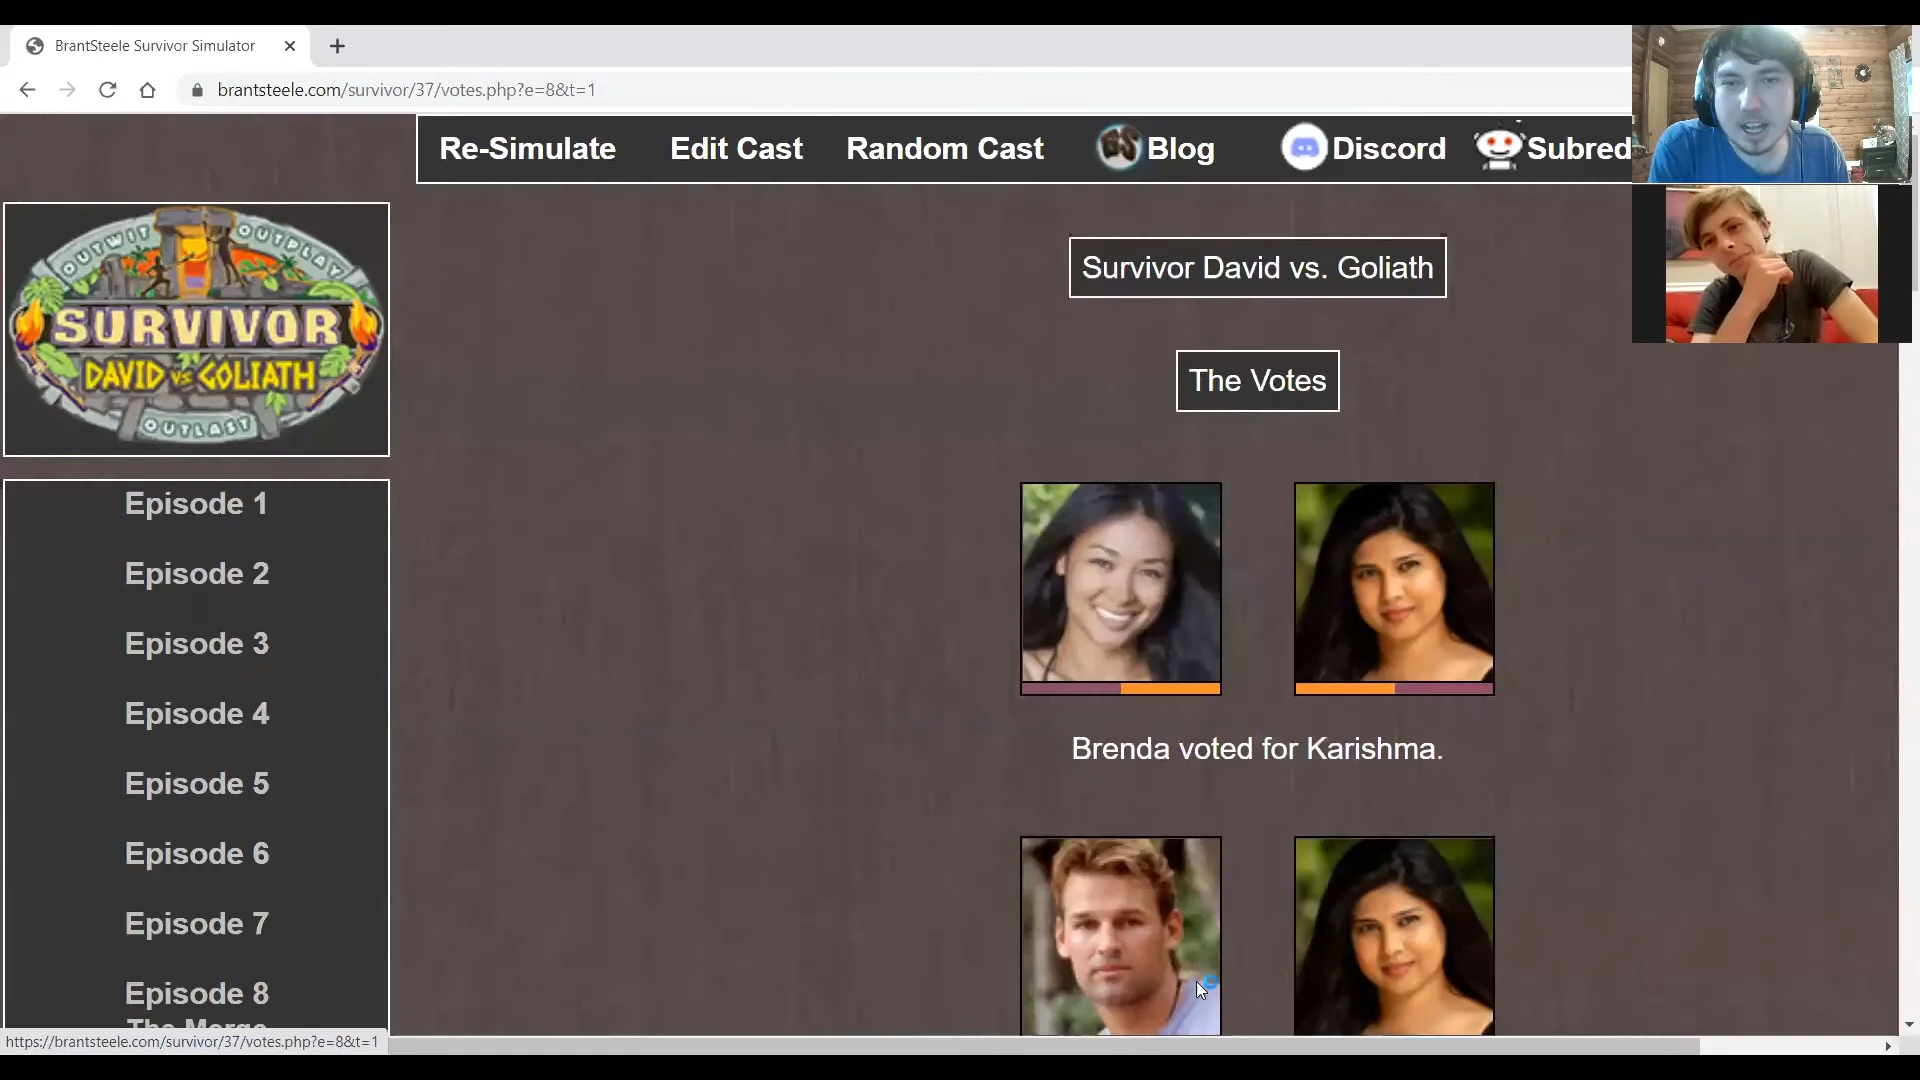 BrantSteele Survivor Simulator
brantsteele.com/survivor/37/votes.php?e=8&t=1
Re-Simulate Edit Cast Random Cast BS Blog Discord Subred
OUTWIT OUTPLAY
SURVIVOR
DAVID vs GOLIATH
OUTLAST
Survivor David vs. Goliath
The Votes
Brenda voted for Karishma.
Episode 1
Episode 2
Episode 3
Episode 4
Episode 5
Episode 6
Episode 7
Episode 8
The Merge
https://brantsteele.com/survivor/37/votes.php?e=8&t=1